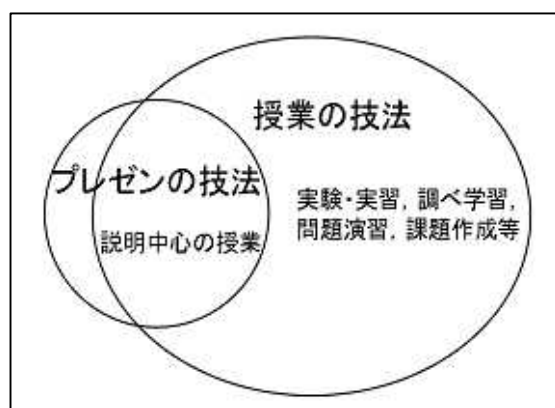 授業の技法
プレゼンの技法
実験・実習, 調べ学習,
問題演習, 課題作成等
説明中心の授業